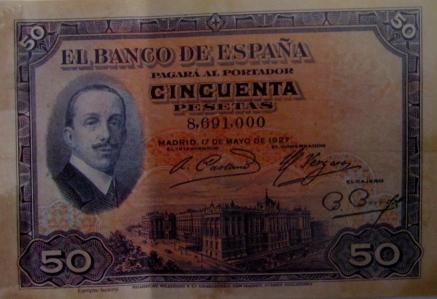 50 50
EL BANCO DE ESPAÑA
PAGARÁ AL PORTADOR
CINCUENTA
PESETAS
8,691,000
MADRID, 17 DE MAYO DE 1927
EL INTERVENTOR EL GOBERNADOR
EL CAJERO
50 50